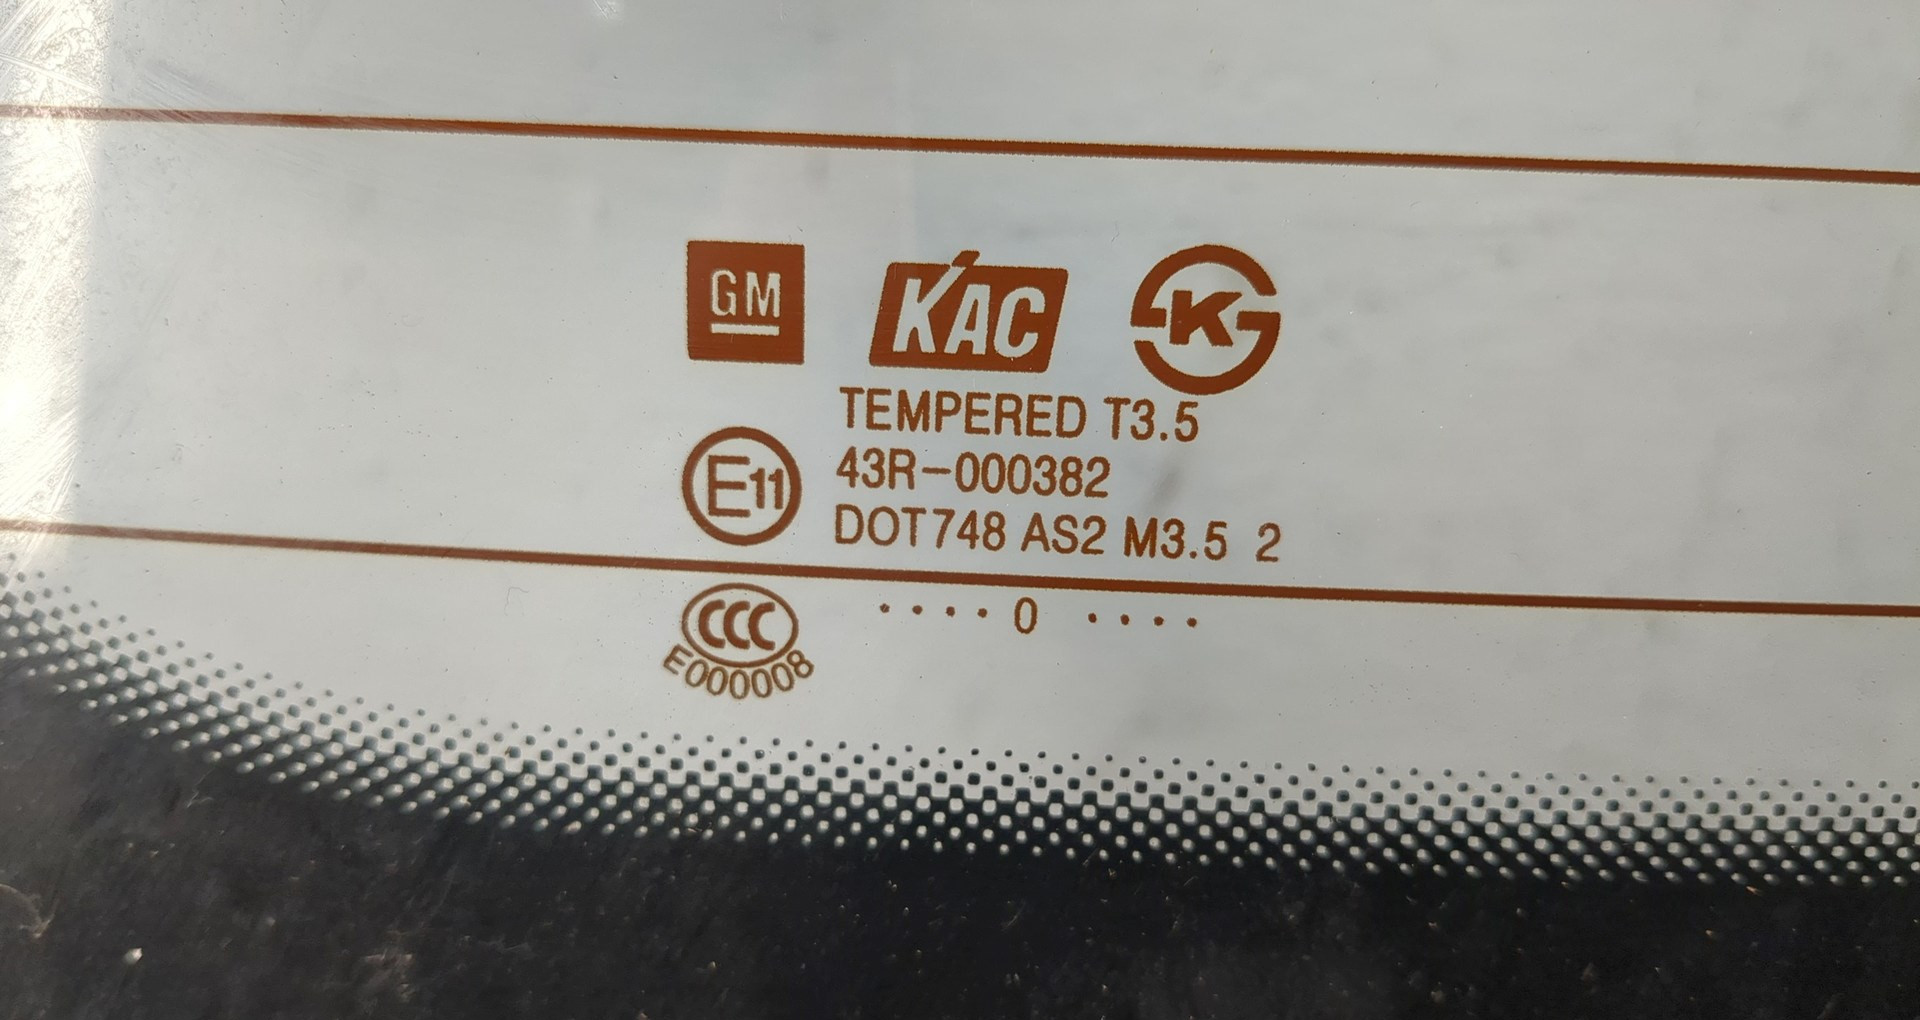 GM KAC K
TEMPERED T3.5
E11 43R-000382
DOT748 AS2 M3.5 2
CCC ····0 ····
E000008